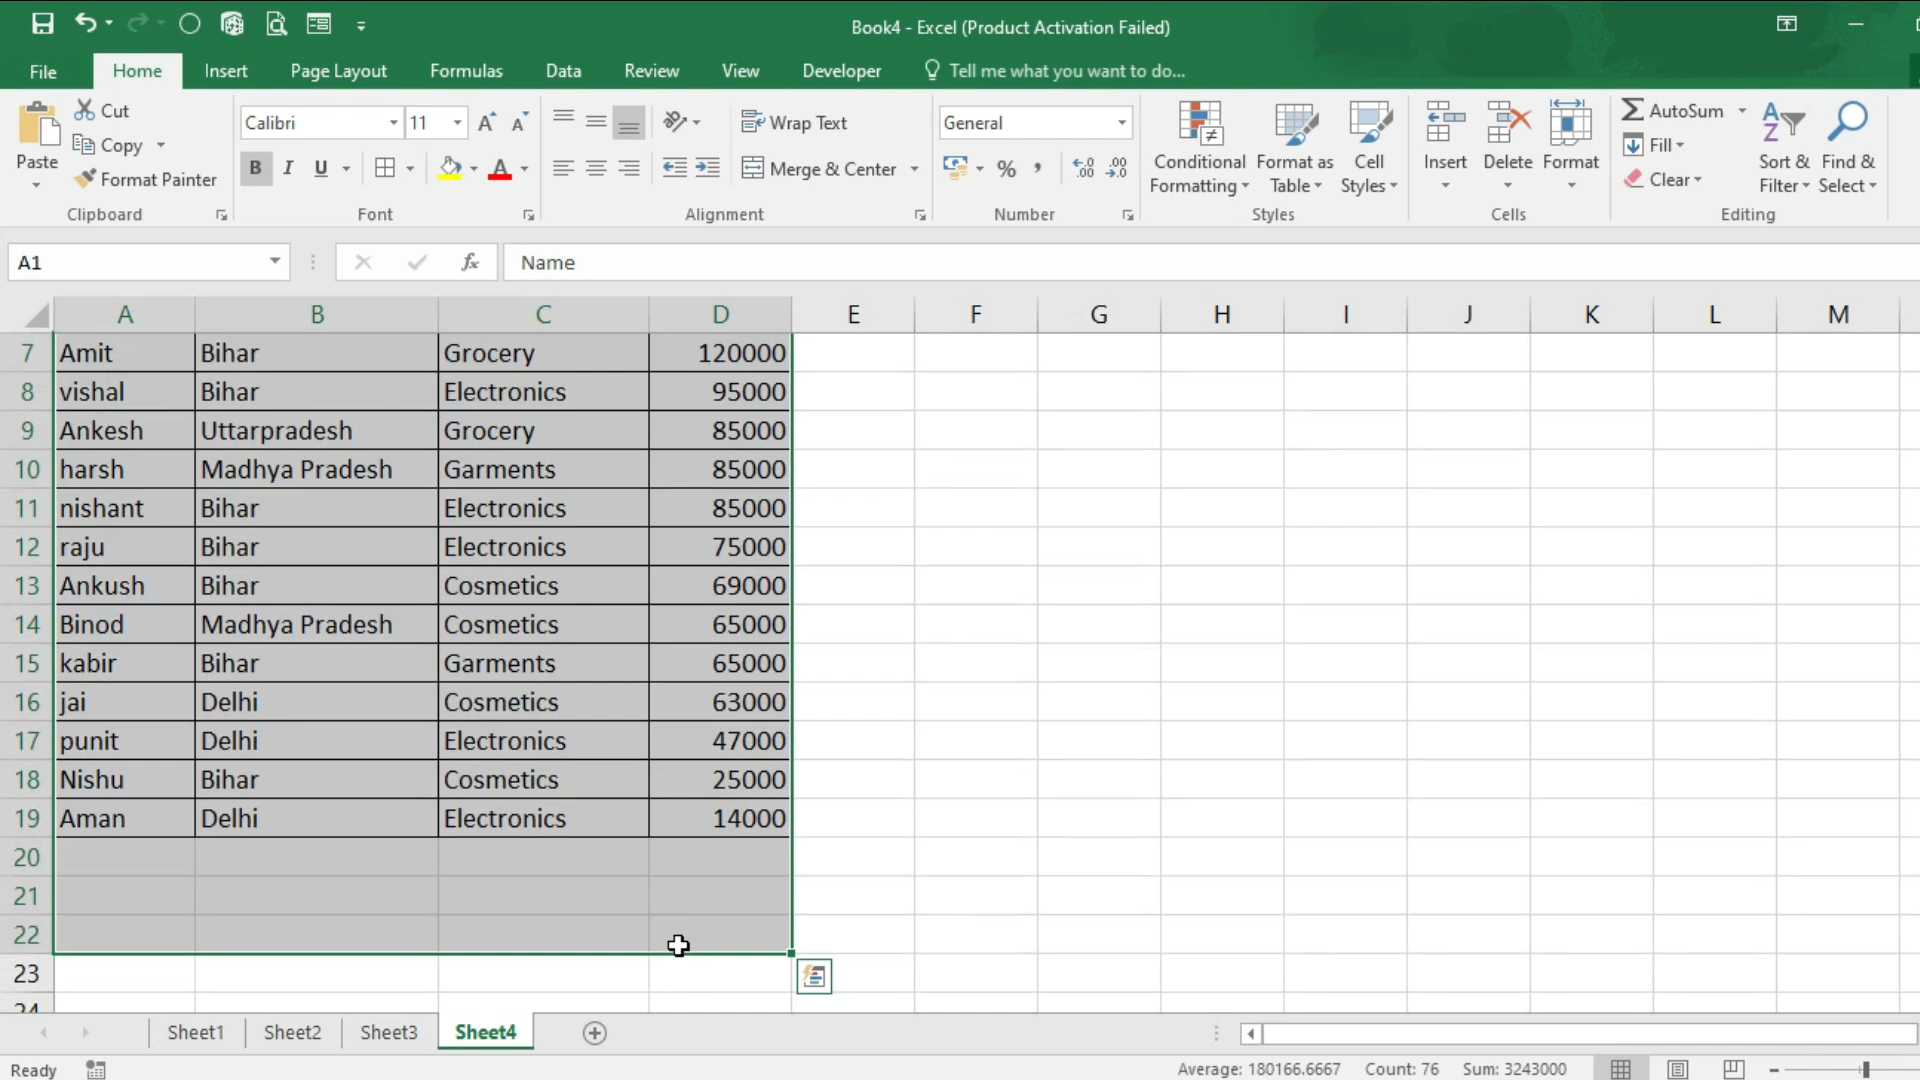 Book4 - Excel (Product Activation Failed)
File Home Insert Page Layout Formulas Data Review View Developer Tell me what you want to do...
Paste
Cut
Copy
Format Painter
Clipboard
Calibri 11
B I U A
Font
Wrap Text
Merge & Center
Alignment
General
% ,
Number
Conditional Formatting
Format as Table
Cell Styles
Styles
Insert
Delete
Format
Cells
AutoSum
Fill
Clear
Sort & Filter
Find & Select
Editing
A1 fx Name
A B C D E F G H I J K L M
7 Amit Bihar Grocery 120000
8 vishal Bihar Electronics 95000
9 Ankesh Uttarpradesh Grocery 85000
10 harsh Madhya Pradesh Garments 85000
11 nishant Bihar Electronics 85000
12 raju Bihar Electronics 75000
13 Ankush Bihar Cosmetics 69000
14 Binod Madhya Pradesh Cosmetics 65000
15 kabir Bihar Garments 65000
16 jai Delhi Cosmetics 63000
17 punit Delhi Electronics 47000
18 Nishu Bihar Cosmetics 25000
19 Aman Delhi Electronics 14000
20
21
22
23
24
Sheet1 Sheet2 Sheet3 Sheet4
Ready Average: 180166.6667 Count: 76 Sum: 3243000